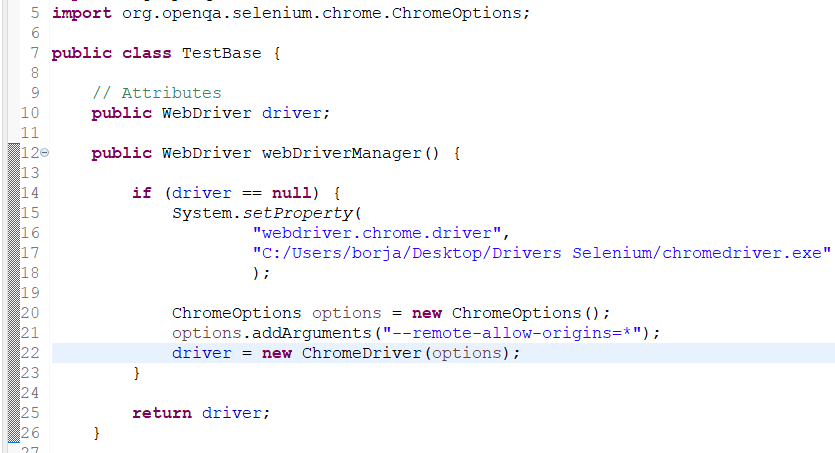 5 import org.openqa.selenium.chrome.ChromeOptions;
6
7 public class TestBase {
8
9 // Attributes
10 public WebDriver driver;
11
12 public WebDriver webDriverManager() {
13
14 if (driver == null) {
15 System.setProperty(
16 "webdriver.chrome.driver",
17 "C:/Users/borja/Desktop/Drivers Selenium/chromedriver.exe"
18 );
19
20 ChromeOptions options = new ChromeOptions();
21 options.addArguments("--remote-allow-origins=*");
22 driver = new ChromeDriver(options);
23 }
24
25 return driver;
26 }
27